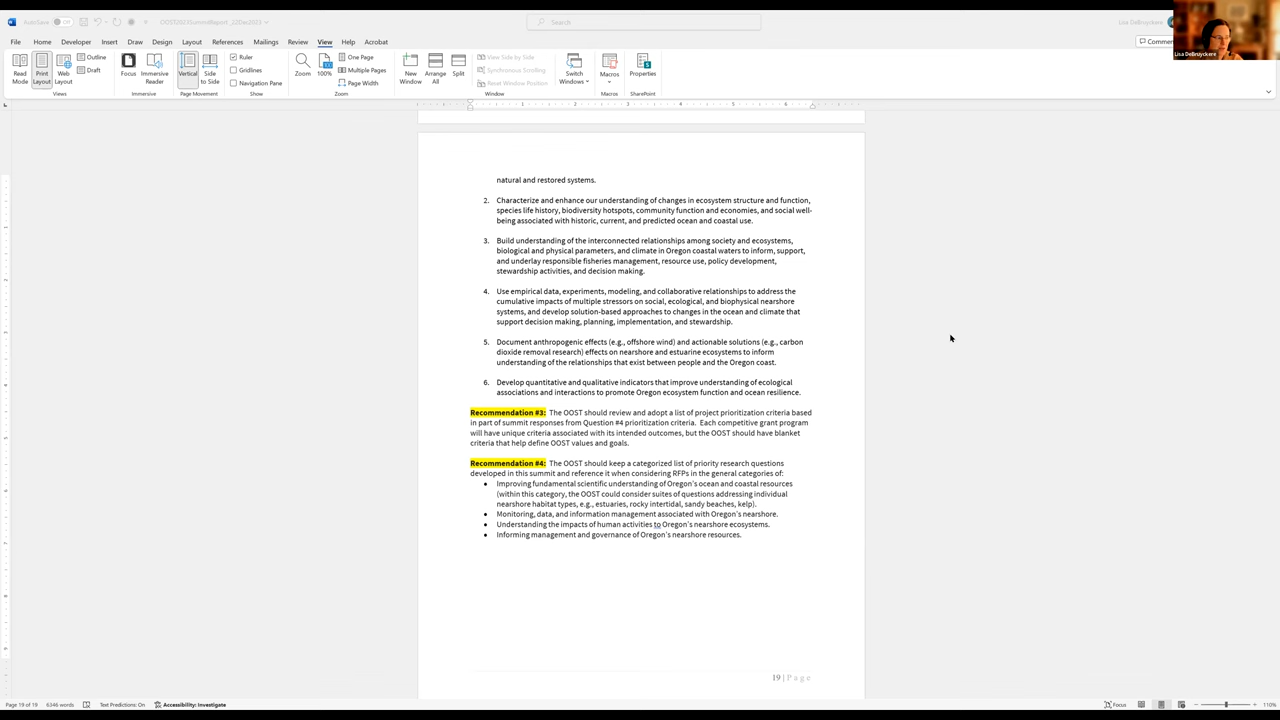 AutoSave Off OOST2023SummitReport_22Dec2023 Search Lisa DeBruyckere
File Home Developer Insert Draw Design Layout References Mailings Review View Help Acrobat
Read Mode
Print Layout
Web Layout
Outline
Draft
Views
Focus
Immersive Reader
Immersive
Vertical
Side to Side
Page Movement
Ruler
Gridlines
Navigation Pane
Show
Zoom
100%
One Page
Multiple Pages
Page Width
Zoom
New Window
Arrange All
Split
View Side by Side
Synchronous Scrolling
Reset Window Position
Window
Switch Windows
Macros
Macros
Properties
SharePoint
Lisa DeBruyckere
natural and restored systems.
2. Characterize and enhance our understanding of changes in ecosystem structure and function,
species life history, biodiversity hotspots, community function and economies, and social well-
being associated with historic, current, and predicted ocean and coastal use.
3. Build understanding of the interconnected relationships among society and ecosystems,
biological and physical parameters, and climate in Oregon coastal waters to inform, support,
and underlay responsible fisheries management, resource use, policy development,
stewardship activities, and decision making.
4. Use empirical data, experiments, modeling, and collaborative relationships to address the
cumulative impacts of multiple stressors on social, ecological, and biophysical nearshore
systems, and develop solution-based approaches to changes in the ocean and climate that
support decision making, planning, implementation, and stewardship.
5. Document anthropogenic effects (e.g., offshore wind) and actionable solutions (e.g., carbon
dioxide removal research) effects on nearshore and estuarine ecosystems to inform
understanding of the relationships that exist between people and the Oregon coast.
6. Develop quantitative and qualitative indicators that improve understanding of ecological
associations and interactions to promote Oregon ecosystem function and ocean resilience.
Recommendation #3: The OOST should review and adopt a list of project prioritization criteria based
in part of summit responses from Question #4 prioritization criteria. Each competitive grant program
will have unique criteria associated with its intended outcomes, but the OOST should have blanket
criteria that help define OOST values and goals.
Recommendation #4: The OOST should keep a categorized list of priority research questions
developed in this summit and reference it when considering RFPs in the general categories of:
• Improving fundamental scientific understanding of Oregon's ocean and coastal resources
(within this category, the OOST could consider suites of questions addressing individual
nearshore habitat types, e.g., estuaries, rocky intertidal, sandy beaches, kelp).
• Monitoring, data, and information management associated with Oregon's nearshore.
• Understanding the impacts of human activities to Oregon's nearshore ecosystems.
• Informing management and governance of Oregon's nearshore resources.
19 | Page
Page 19 of 19 6346 words Text Predictions: On Accessibility: Investigate Focus 110%